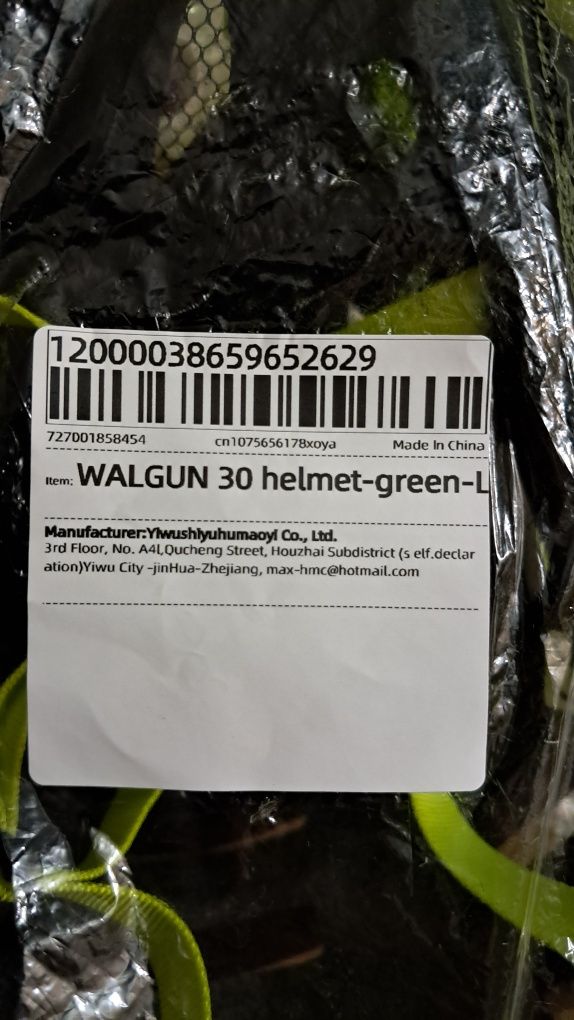 12000038659652629
727001858454 cn1075656178xoya Made In China
Item: WALGUN 30 helmet-green-L
Manufacturer:Yiwushiyuhumaoyi Co., Ltd.
3rd Floor, No. A4l,Qucheng Street, Houzhai Subdistrict (s elf.declar
ation)Yiwu City -jinHua-Zhejiang, max-hmc@hotmail.com